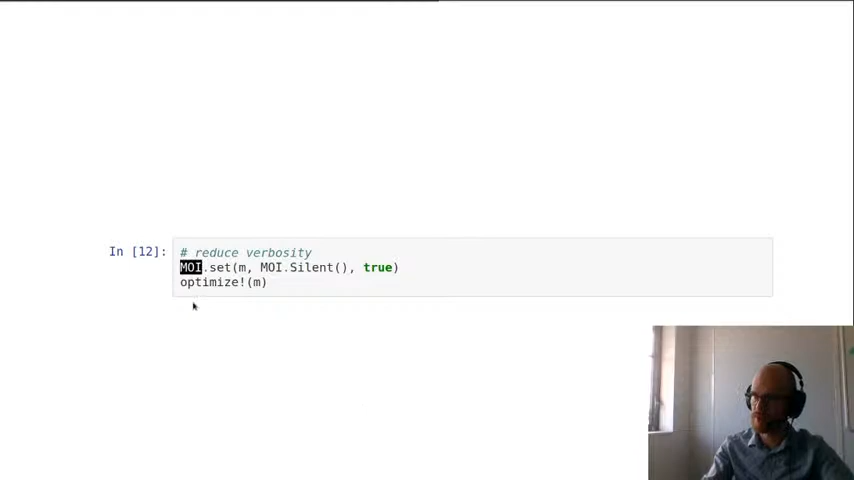 In [12]:
# reduce verbosity
MOI.set(m, MOI.Silent(), true)
optimize!(m)